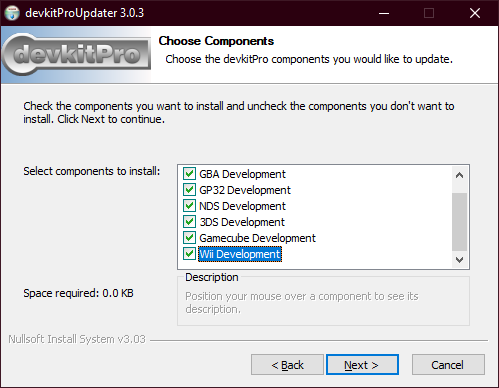 devkitProUpdater 3.0.3
devkitPro
Choose Components
Choose the devkitPro components you would like to update.
Check the components you want to install and uncheck the components you don't want to
install. Click Next to continue.
Select components to install:
GBA Development
GP32 Development
NDS Development
3DS Development
Gamecube Development
Wii Development
Space required: 0.0 KB
Description
Position your mouse over a component to see its
description.
Nullsoft Install System v3.03
< Back
Next >
Cancel